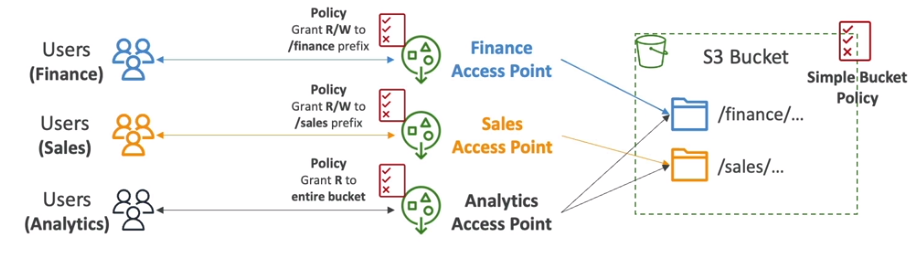 Users
(Finance)
Policy
Grant R/W to
/finance prefix
Finance
Access Point
Users
(Sales)
Policy
Grant R/W to
/sales prefix
Sales
Access Point
Users
(Analytics)
Policy
Grant R to
entire bucket
Analytics
Access Point
S3 Bucket
Simple Bucket
Policy
/finance/...
/sales/...